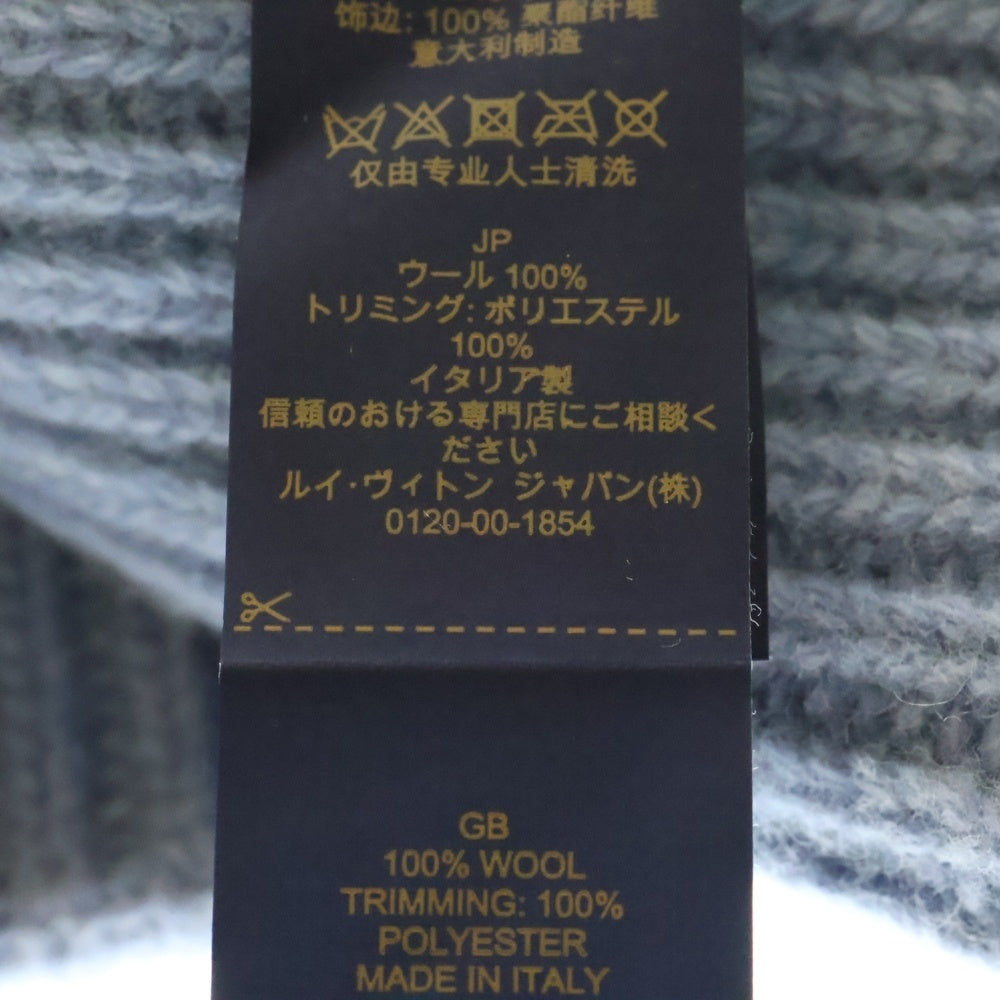 饰边: 100% 聚酯纤维
意大利制造
仅由专业人士清洗
JP
ウール 100%
トリミング: ポリエステル
100%
イタリア製
信頼のおける専門店にご相談く
ださい
ルイ·ヴィトン ジャパン(株)
0120-00-1854
GB
100% WOOL
TRIMMING: 100%
POLYESTER
MADE IN ITALY